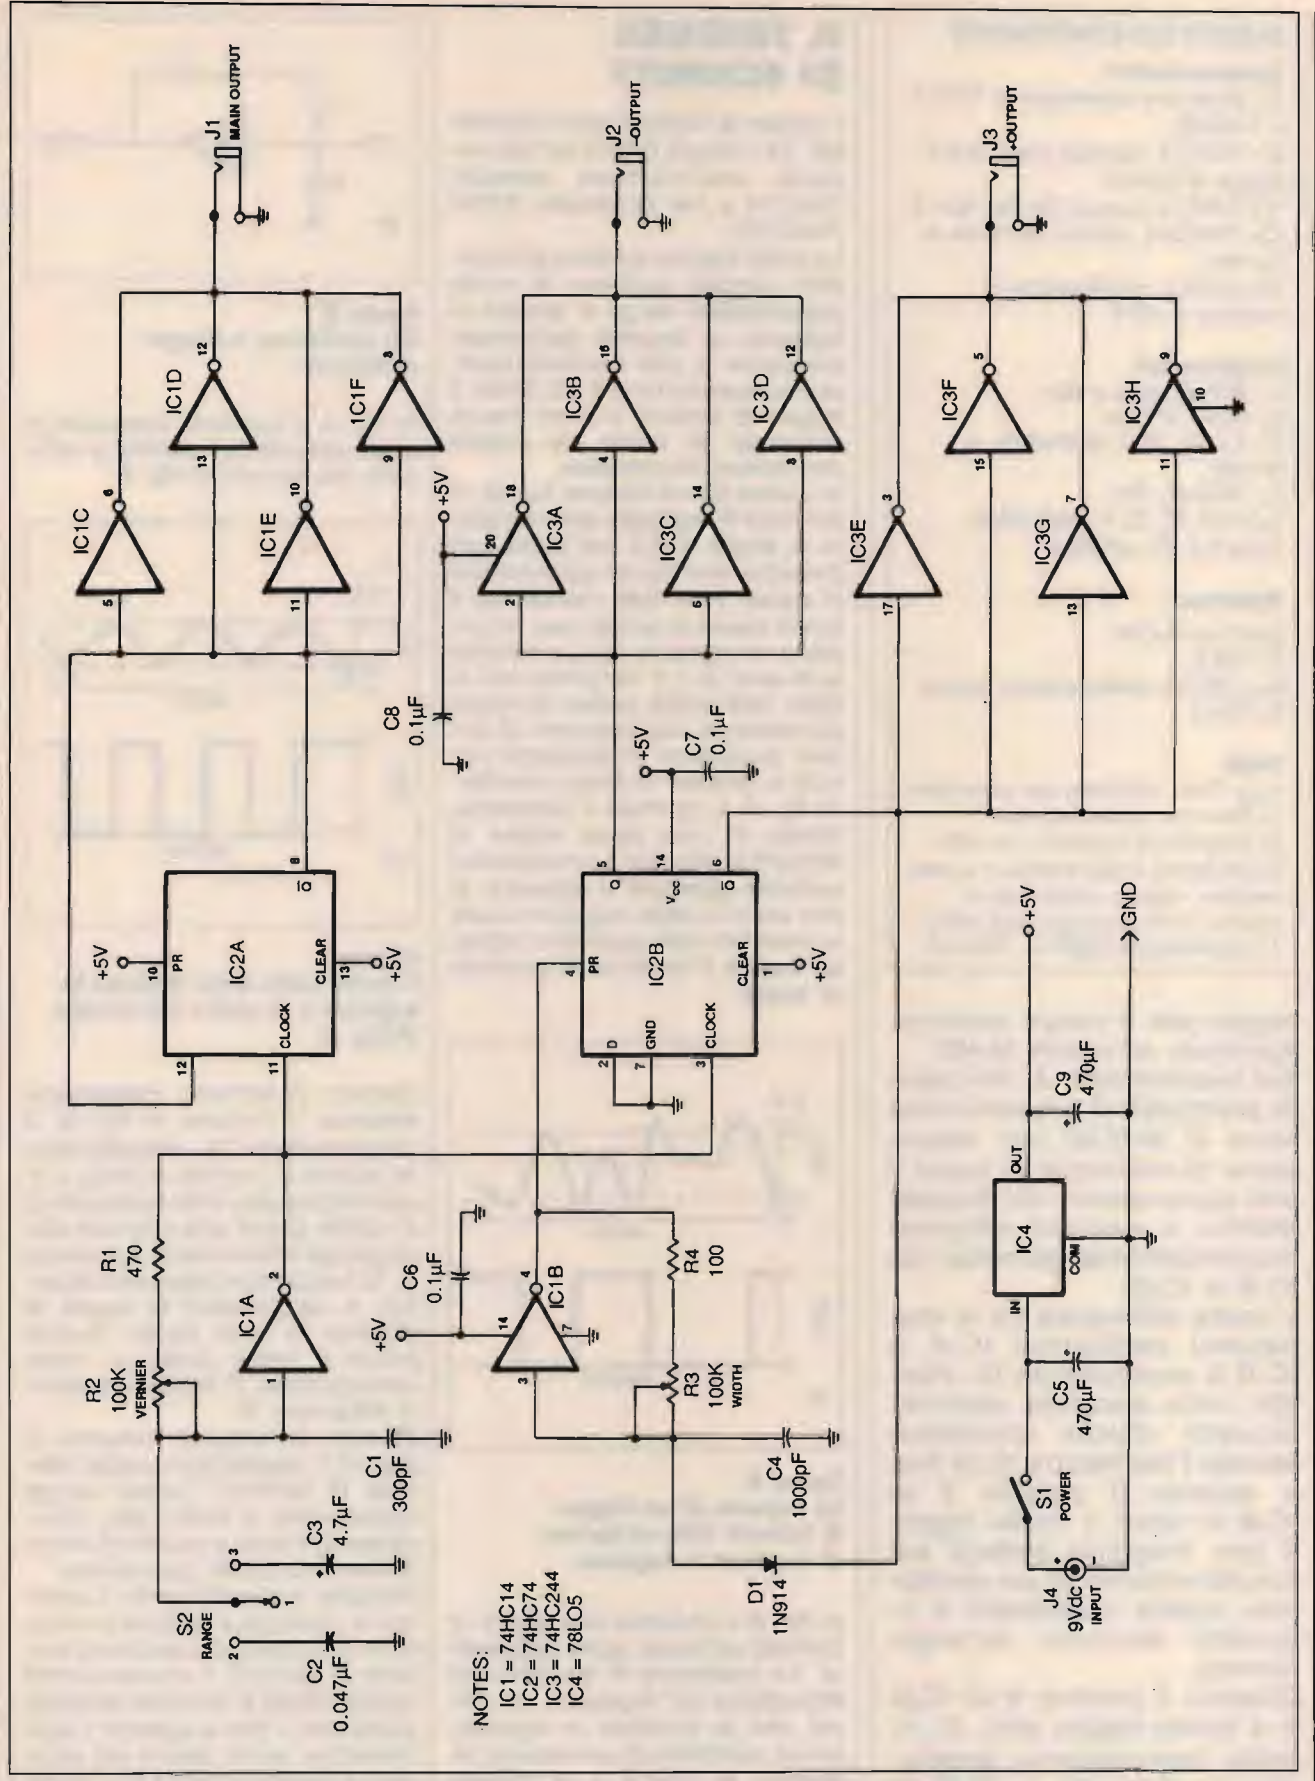 J1
MAIN OUTPUT
IC1C
5
6
IC1D
13
12
IC1E
11
10
1C1F
9
8
+5V
10
PR
IC2A
8
Q
CLOCK
CLEAR
12
11
13
+5V
R1
470
R2
100K
VERNIER
IC1A
1
2
C1
300pF
S2
RANGE
1
2
3
C3
4.7µF
C2
0.047µF
J2
-OUTPUT
+5V
C8
0.1µF
20
2
18
IC3A
IC3B
4
16
IC3C
6
14
IC3D
8
12
+5V
C7
0.1µF
4
PR
5
Q
14
VCC
6
Q
IC2B
2
D
7
GND
3
CLOCK
CLEAR
1
+5V
C6
0.1µF
+5V
14
3
4
7
IC1B
R4
100
R3
100K
WIDTH
C4
1000pF
D1
1N914
NOTES:
IC1 = 74HC14
IC2 = 74HC74
IC3 = 74HC244
IC4 = 78LO5
J3
+OUTPUT
IC3E
17
3
IC3F
15
5
IC3G
13
7
IC3H
11
9
10
+5V
GND
C9
470µF
+
OUT
IC4
COM
IN
C5
470µF
+
S1
POWER
J4
9Vdc
INPUT
+
-